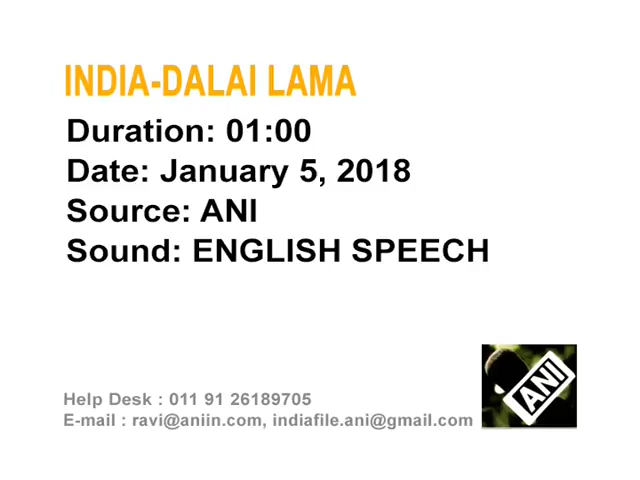 INDIA-DALAI LAMA
Duration: 01:00
Date: January 5, 2018
Source: ANI
Sound: ENGLISH SPEECH
Help Desk : 011 91 26189705
E-mail : ravi@aniin.com, indiafile.ani@gmail.com
ANI